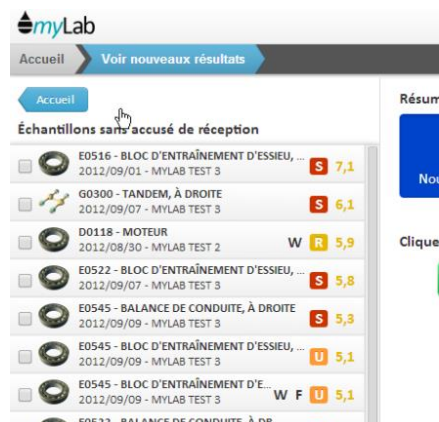 myLab
Accueil Voir nouveaux résultats
Accueil
Résum
Échantillons sans accusé de réception
E0516 - BLOC D'ENTRAÎNEMENT D'ESSIEU, ...
2012/09/01 - MYLAB TEST 3 S 7,1
Nou
G0300 - TANDEM, À DROITE
2012/09/07 - MYLAB TEST 3 S 6,1
D0118 - MOTEUR
2012/08/30 - MYLAB TEST 2 W R 5,9
Clique
E0522 - BLOC D'ENTRAÎNEMENT D'ESSIEU, ...
2012/09/07 - MYLAB TEST 3 S 5,8
E0545 - BALANCE DE CONDUITE, À DROITE
2012/09/09 - MYLAB TEST 3 S 5,3
E0545 - BLOC D'ENTRAÎNEMENT D'ESSIEU, ...
2012/09/09 - MYLAB TEST 3 U 5,1
E0545 - BLOC D'ENTRAÎNEMENT D'E...
2012/09/09 - MYLAB TEST 3 W F U 5,1